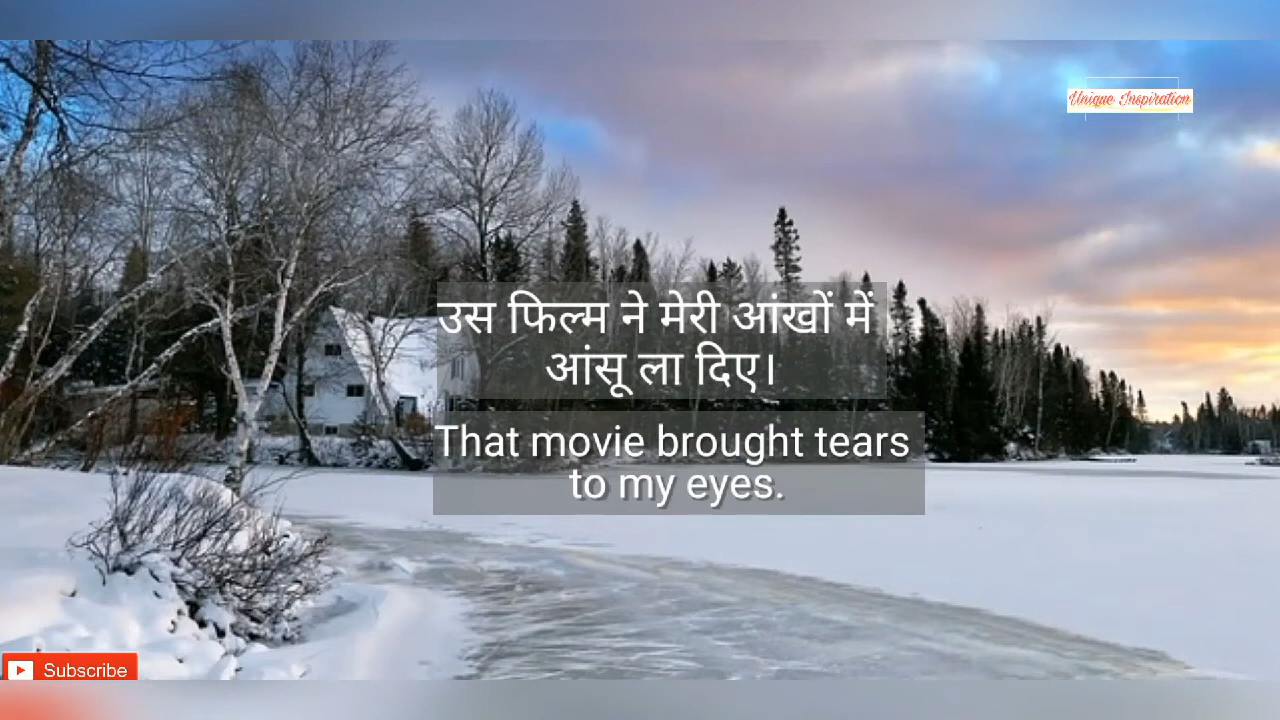 Unique Inspiration
उस फिल्म ने मेरी आंखों में
आंसू ला दिए।
That movie brought tears
to my eyes.
Subscribe